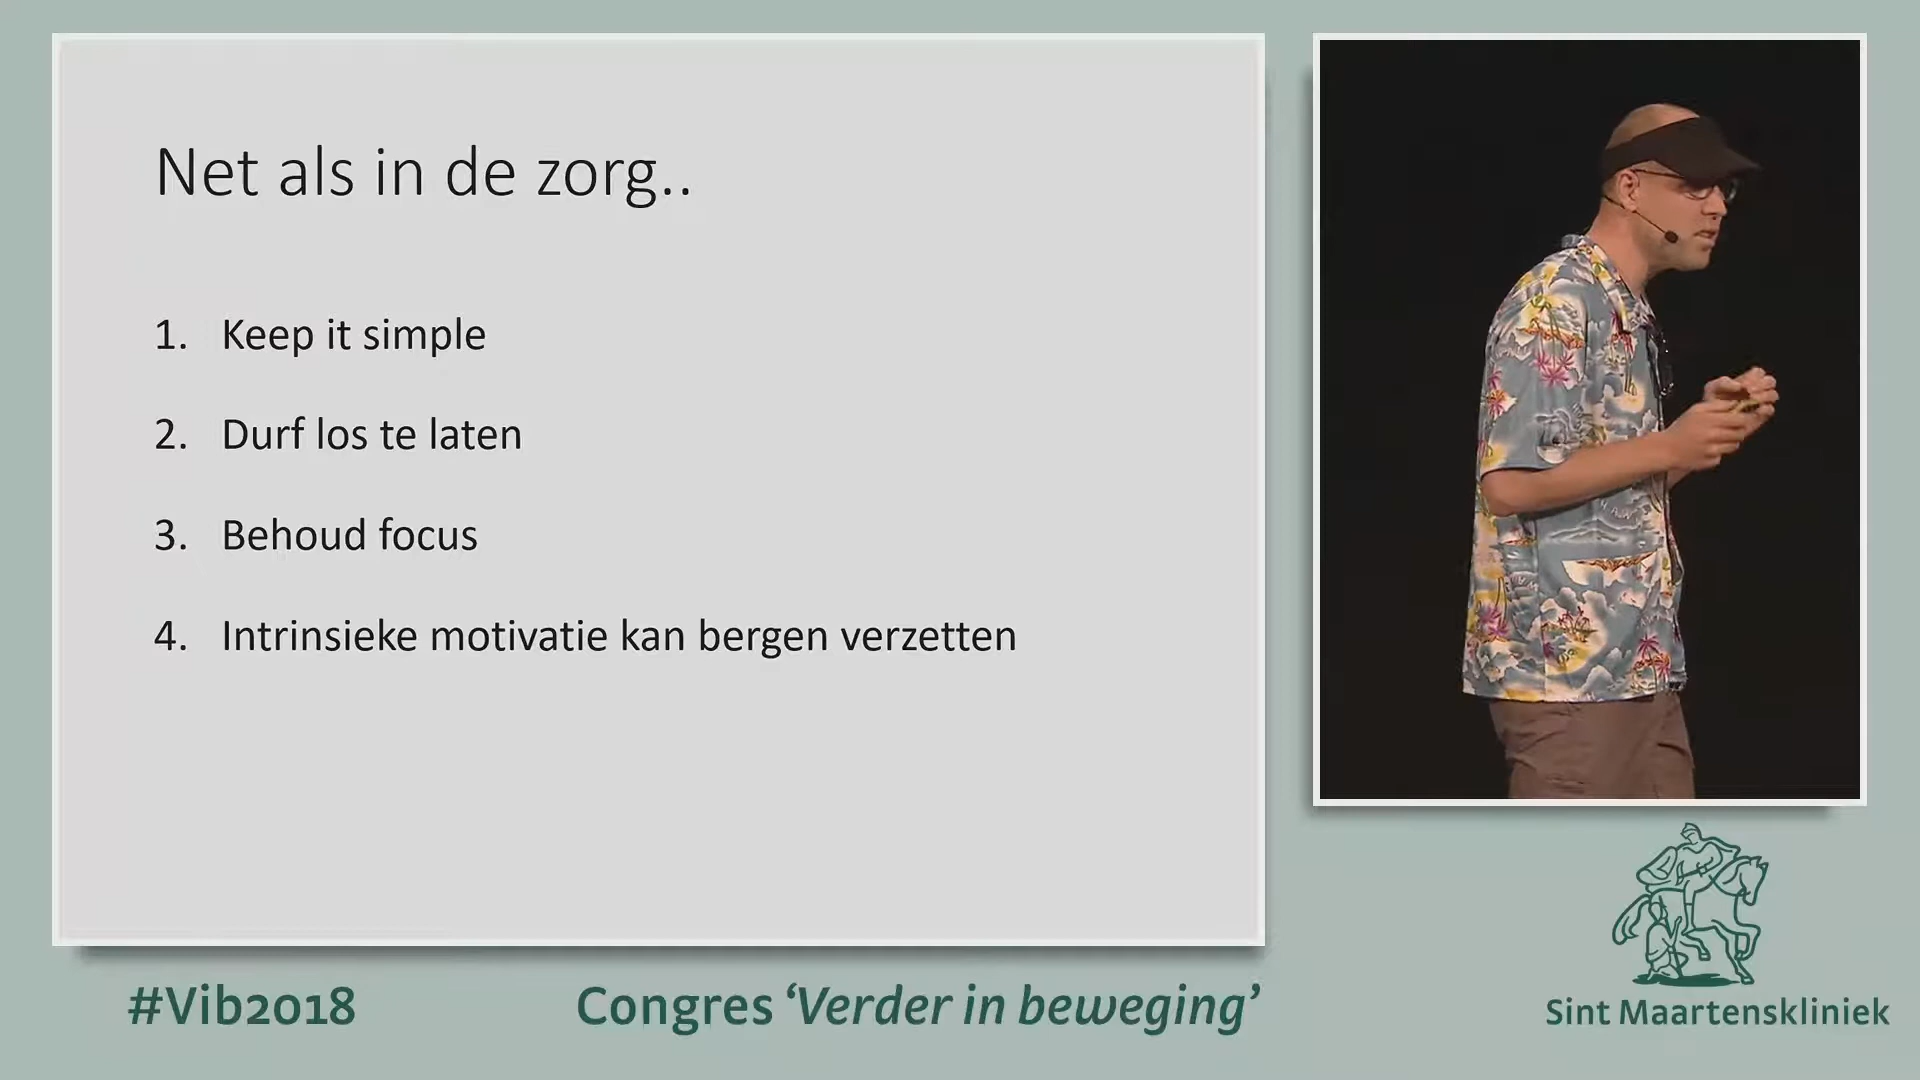 Net als in de zorg..
1. Keep it simple
2. Durf los te laten
3. Behoud focus
4. Intrinsieke motivatie kan bergen verzetten
#Vib2018
Congres ‘Verder in beweging’
Sint Maartenskliniek